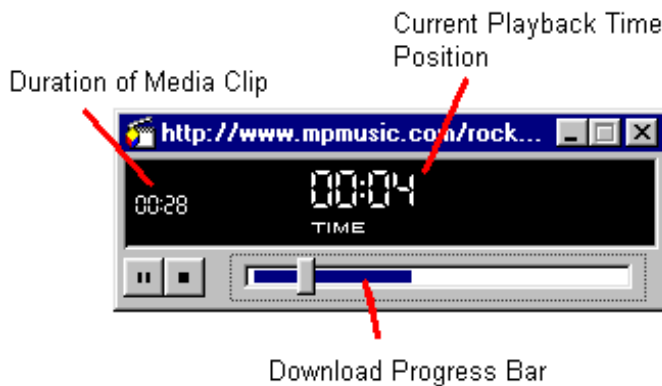 Current Playback Time
Position
Duration of Media Clip
http://www.mpmusic.com/rock...
00:28
00:04
TIME
Download Progress Bar